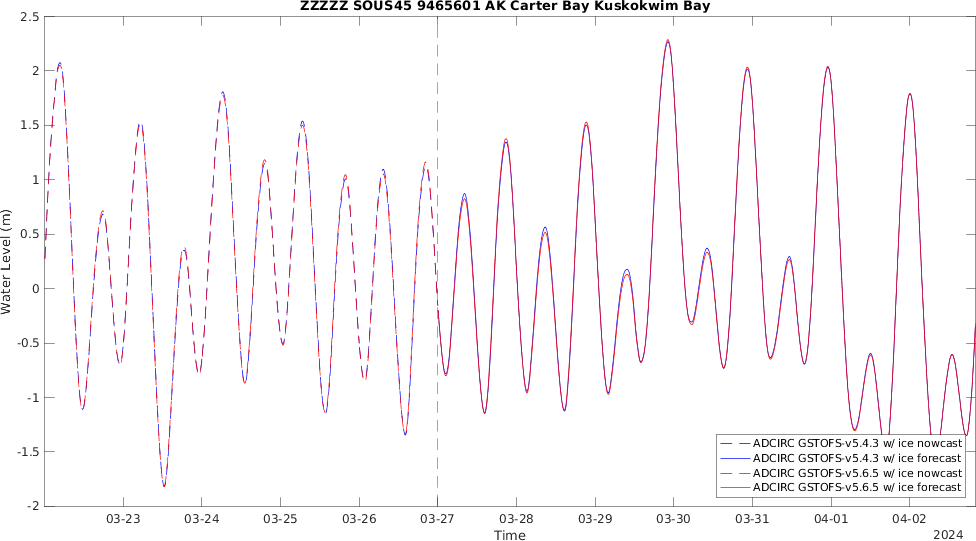 ZZZZZ SOUS45 9465601 AK Carter Bay Kuskokwim Bay
2.5
2
1.5
1
0.5
0
-0.5
-1
-1.5
-2
Water Level (m)
03-23 03-24 03-25 03-26 03-27 03-28 03-29 03-30 03-31 04-01 04-02
Time
2024
ADCIRC GSTOFS-v5.4.3 w/ ice nowcast
ADCIRC GSTOFS-v5.4.3 w/ ice forecast
ADCIRC GSTOFS-v5.6.5 w/ ice nowcast
ADCIRC GSTOFS-v5.6.5 w/ ice forecast